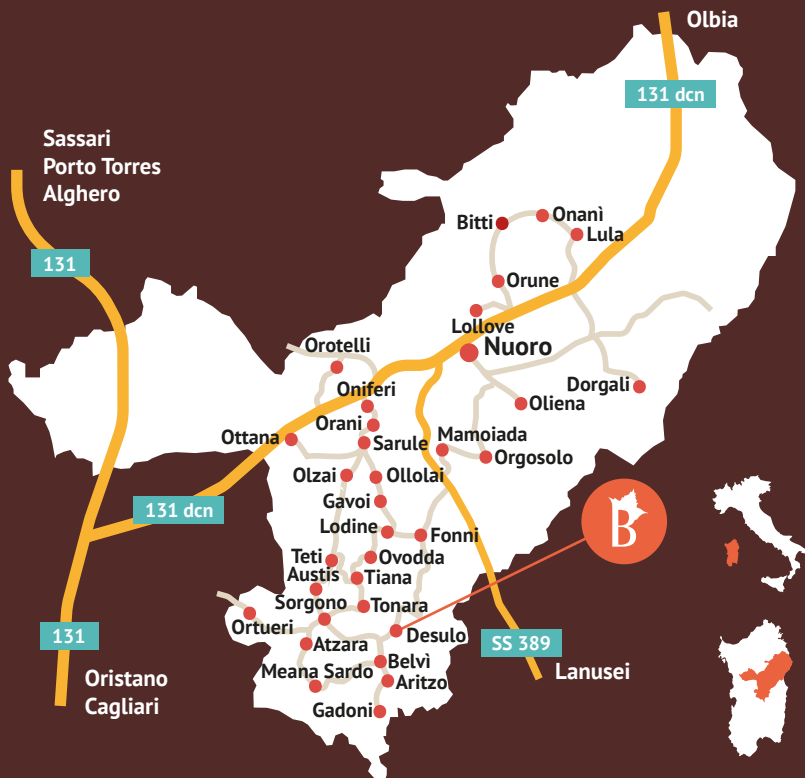 Olbia
131 dcn
Sassari
Porto Torres
Alghero
131
Bitti
Onanì
Lula
Orune
Lollove
Nuoro
Orotelli
Oniferi
Dorgali
Oliena
Orani
Ottana
Sarule
Mamoiada
Orgosolo
Olzai
Ollolai
Gavoi
131 dcn
Lodine
Fonni
B
Teti
Ovodda
Austis
Tiana
Sorgono
Tonara
Ortueri
Desulo
131
Atzara
SS 389
Belvì
Meana Sardo
Aritzo
Lanusei
Oristano
Cagliari
Gadoni